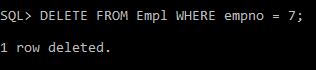 SQL> DELETE FROM Empl WHERE empno = 7;
1 row deleted.